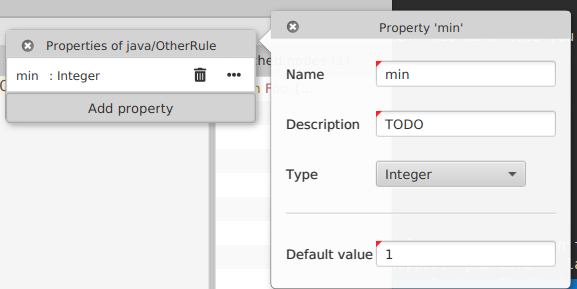 Properties of java/OtherRule
min : Integer
Add property
Property 'min'
Name
min
Description
TODO
Type
Integer
Default value
1